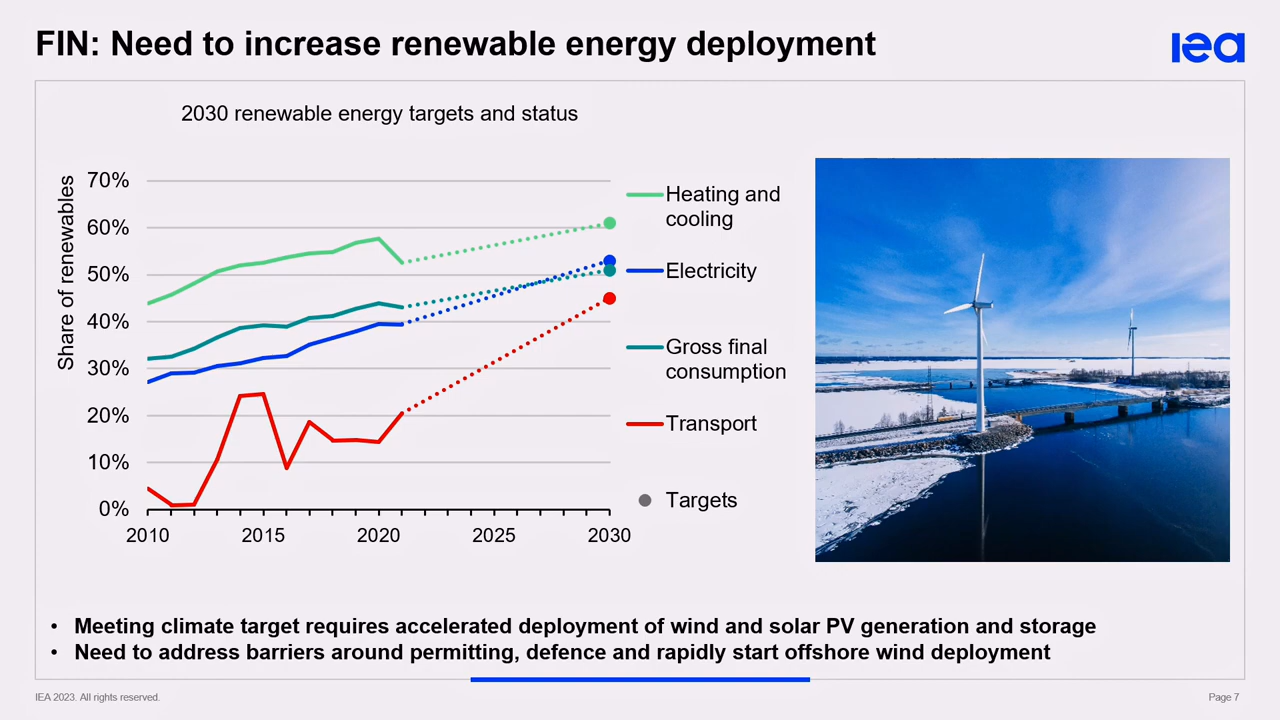 FIN: Need to increase renewable energy deployment
iea
2030 renewable energy targets and status
Share of renewables
70%
60%
50%
40%
30%
20%
10%
0%
2010 2015 2020 2025 2030
Heating and
cooling
Electricity
Gross final
consumption
Transport
Targets
• Meeting climate target requires accelerated deployment of wind and solar PV generation and storage
• Need to address barriers around permitting, defence and rapidly start offshore wind deployment
IEA 2023. All rights reserved.
Page 7